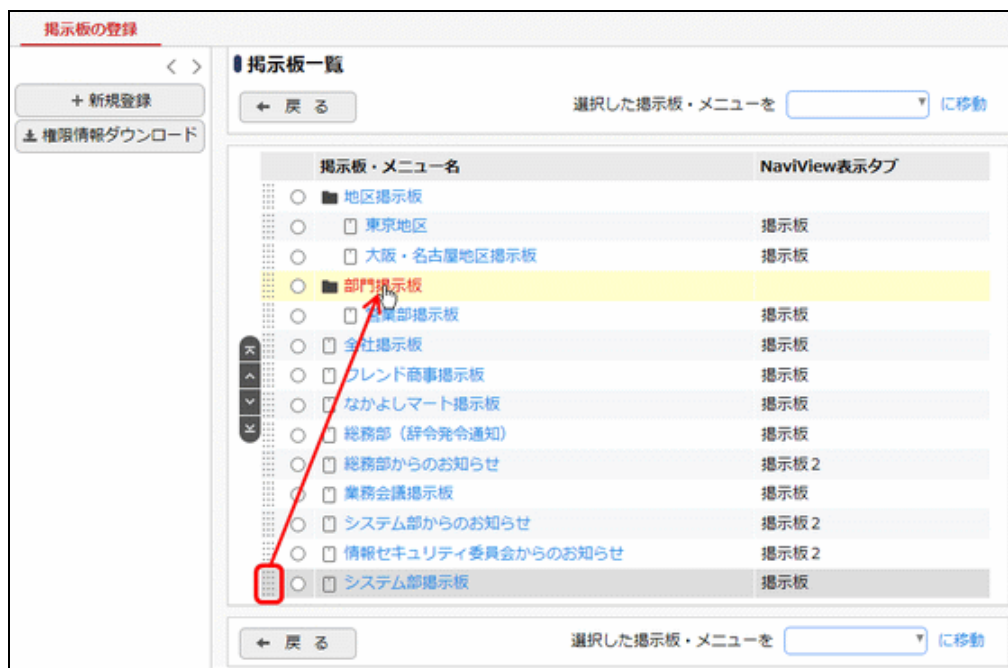 掲示板の登録
掲示板一覧
+ 新規登録
権限情報ダウンロード
← 戻る
選択した掲示板・メニューを に移動
掲示板・メニュー名 NaviView表示タブ
地区掲示板
東京地区 掲示板
大阪・名古屋地区掲示板 掲示板
部門掲示板
営業部掲示板 掲示板
全社掲示板 掲示板
フレンド商事掲示板 掲示板
なかよしマート掲示板 掲示板
総務部（辞令発令通知） 掲示板
総務部からのお知らせ 掲示板2
業務会議掲示板 掲示板
システム部からのお知らせ 掲示板2
情報セキュリティ委員会からのお知らせ 掲示板2
システム部掲示板 掲示板
← 戻る
選択した掲示板・メニューを に移動